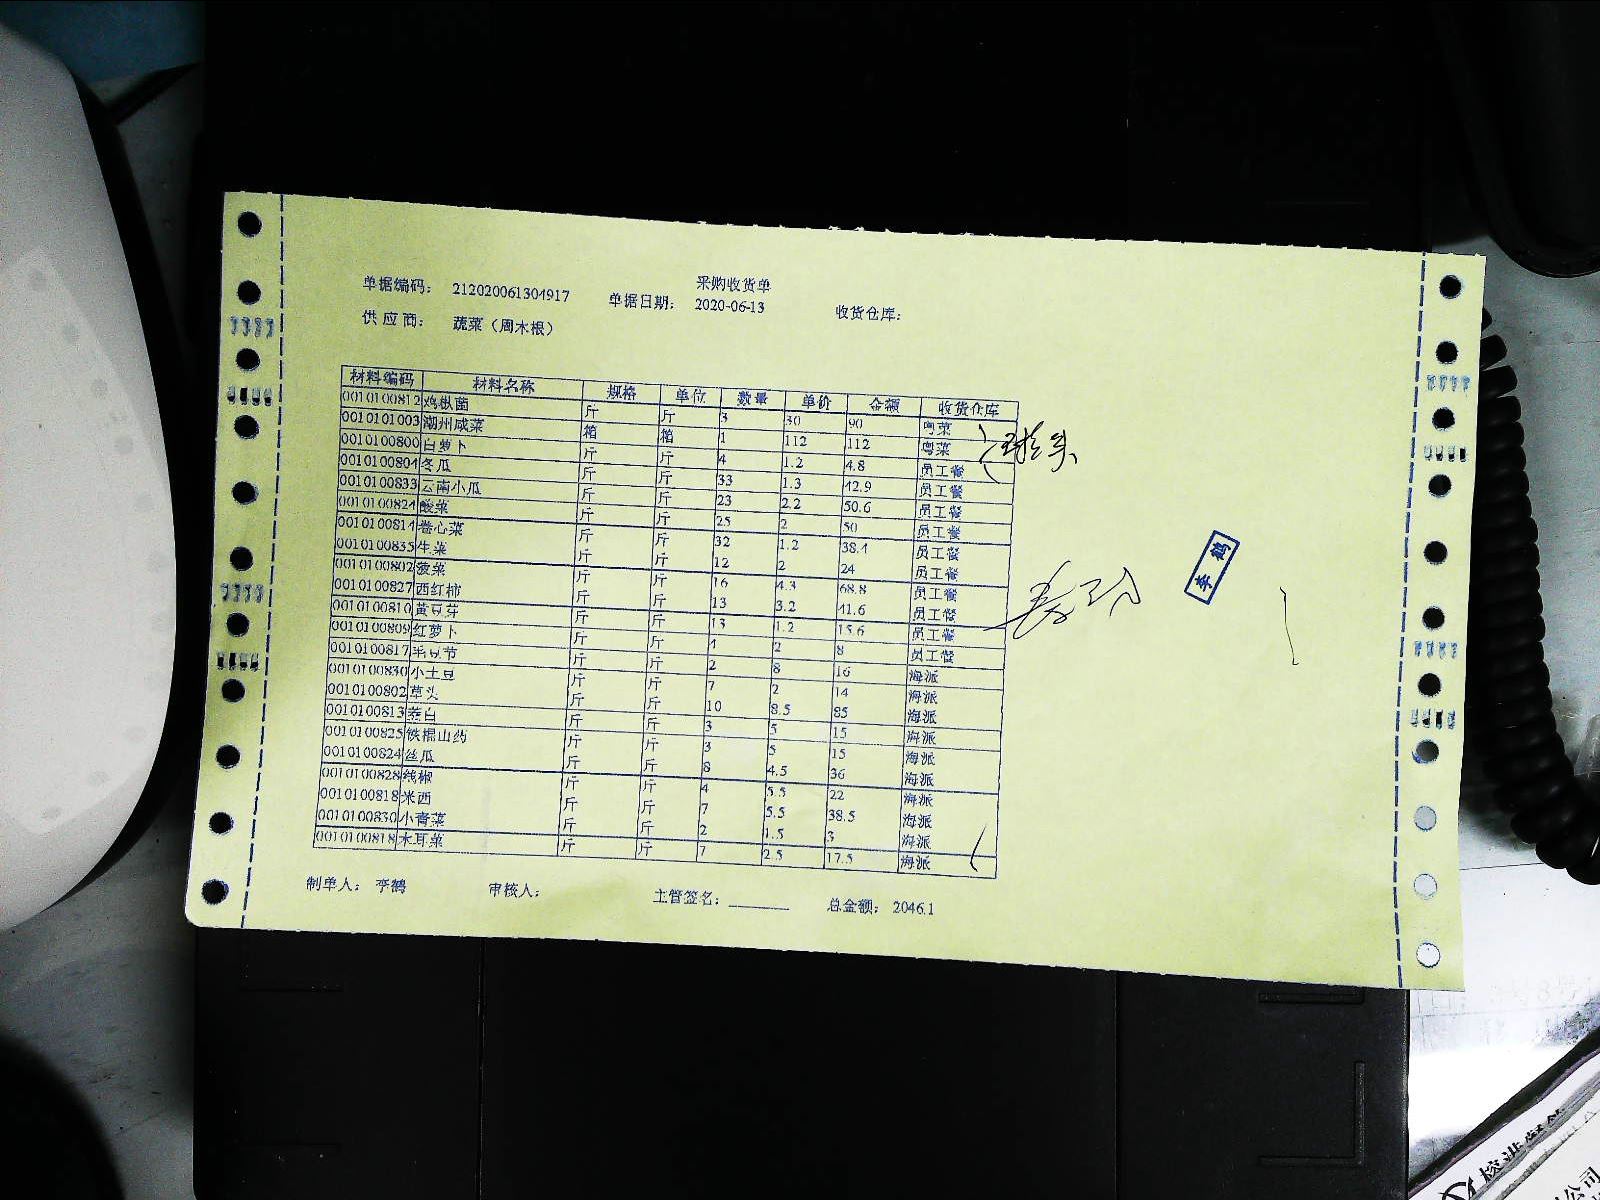 采购收货单
单据编码： 212020061304917 单据日期： 2020-06-13 收货仓库：
供应商： 蔬菜（周木根）
材料编码 材料名称 规格 单位 数量 单价 金额 收货仓库
0010100812 鸡枞菌 斤 斤 3 30 90 粤菜
0010101003 潮州咸菜 箱 箱 1 112 112 粤菜
0010100800 白萝卜 斤 斤 4 1.2 4.8 员工餐
0010100804 冬瓜 斤 斤 33 1.3 42.9 员工餐
0010100833 云南小瓜 斤 斤 23 2.2 50.6 员工餐
0010100824 酸菜 斤 斤 25 2 50 员工餐
0010100814 卷心菜 斤 斤 32 1.2 38.4 员工餐
0010100835 生菜 斤 斤 12 2 24 员工餐
0010100802 菠菜 斤 斤 16 4.3 68.8 员工餐
0010100827 西红柿 斤 斤 13 3.2 41.6 员工餐
0010100810 黄豆芽 斤 斤 13 1.2 15.6 员工餐
0010100809 红萝卜 斤 斤 4 2 8 员工餐
0010100817 毛豆节 斤 斤 2 8 16 海派
0010100830 小土豆 斤 斤 7 2 14 海派
0010100802 草头 斤 斤 10 8.5 85 海派
0010100813 茭白 斤 斤 3 5 15 海派
0010100825 铁棍山药 斤 斤 3 5 15 海派
0010100824 丝瓜 斤 斤 8 4.5 36 海派
0010100828 线椒 斤 斤 4 5.5 22 海派
0010100818 米西 斤 斤 7 5.5 38.5 海派
0010100830 小青菜 斤 斤 2 1.5 3 海派
0010100818 木耳菜 斤 斤 7 2.5 17.5 海派
李鹤
制单人： 李鹤 审核人： 主管签名： 总金额： 2046.1